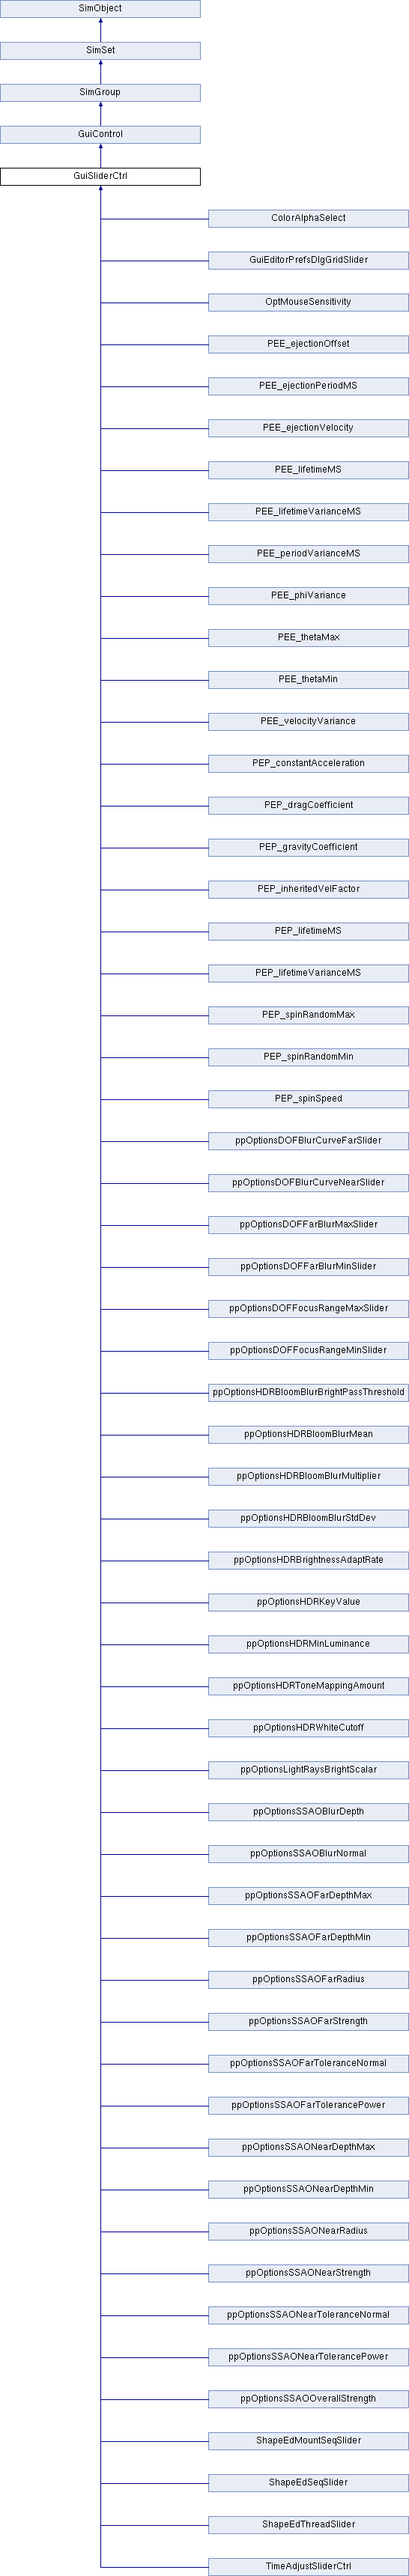 SimObject
SimSet
SimGroup
GuiControl
GuiSliderCtrl
ColorAlphaSelect
GuiEditorPrefsDlgGridSlider
OptMouseSensitivity
PEE_ejectionOffset
PEE_ejectionPeriodMS
PEE_ejectionVelocity
PEE_lifetimeMS
PEE_lifetimeVarianceMS
PEE_periodVarianceMS
PEE_phiVariance
PEE_thetaMax
PEE_thetaMin
PEE_velocityVariance
PEP_constantAcceleration
PEP_dragCoefficient
PEP_gravityCoefficient
PEP_inheritedVelFactor
PEP_lifetimeMS
PEP_lifetimeVarianceMS
PEP_spinRandomMax
PEP_spinRandomMin
PEP_spinSpeed
ppOptionsDOFBlurCurveFarSlider
ppOptionsDOFBlurCurveNearSlider
ppOptionsDOFFarBlurMaxSlider
ppOptionsDOFFarBlurMinSlider
ppOptionsDOFFocusRangeMaxSlider
ppOptionsDOFFocusRangeMinSlider
ppOptionsHDRBloomBlurBrightPassThreshold
ppOptionsHDRBloomBlurMean
ppOptionsHDRBloomBlurMultiplier
ppOptionsHDRBloomBlurStdDev
ppOptionsHDRBrightnessAdaptRate
ppOptionsHDRKeyValue
ppOptionsHDRMinLuminance
ppOptionsHDRToneMappingAmount
ppOptionsHDRWhiteCutoff
ppOptionsLightRaysBrightScalar
ppOptionsSSAOBlurDepth
ppOptionsSSAOBlurNormal
ppOptionsSSAOFarDepthMax
ppOptionsSSAOFarDepthMin
ppOptionsSSAOFarRadius
ppOptionsSSAOFarStrength
ppOptionsSSAOFarToleranceNormal
ppOptionsSSAOFarTolerancePower
ppOptionsSSAONearDepthMax
ppOptionsSSAONearDepthMin
ppOptionsSSAONearRadius
ppOptionsSSAONearStrength
ppOptionsSSAONearToleranceNormal
ppOptionsSSAONearTolerancePower
ppOptionsSSAOOverallStrength
ShapeEdMountSeqSlider
ShapeEdSeqSlider
ShapeEdThreadSlider
TimeAdjustSliderCtrl